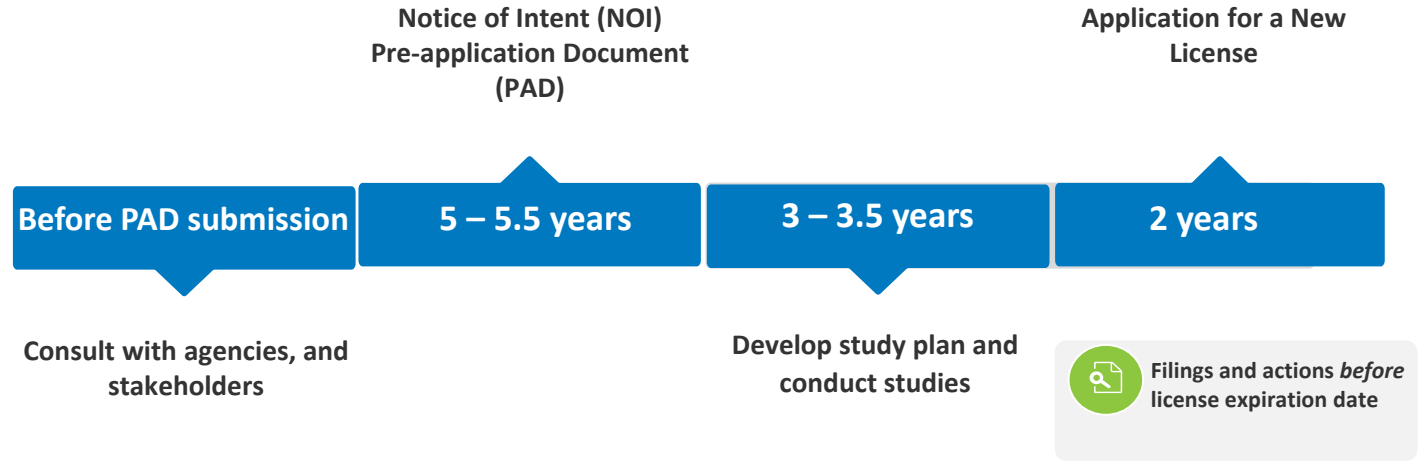 Notice of Intent (NOI)
Pre-application Document
(PAD)
Application for a New
License
Before PAD submission
5 – 5.5 years
3 – 3.5 years
2 years
Consult with agencies, and
stakeholders
Develop study plan and
conduct studies
Filings and actions before
license expiration date